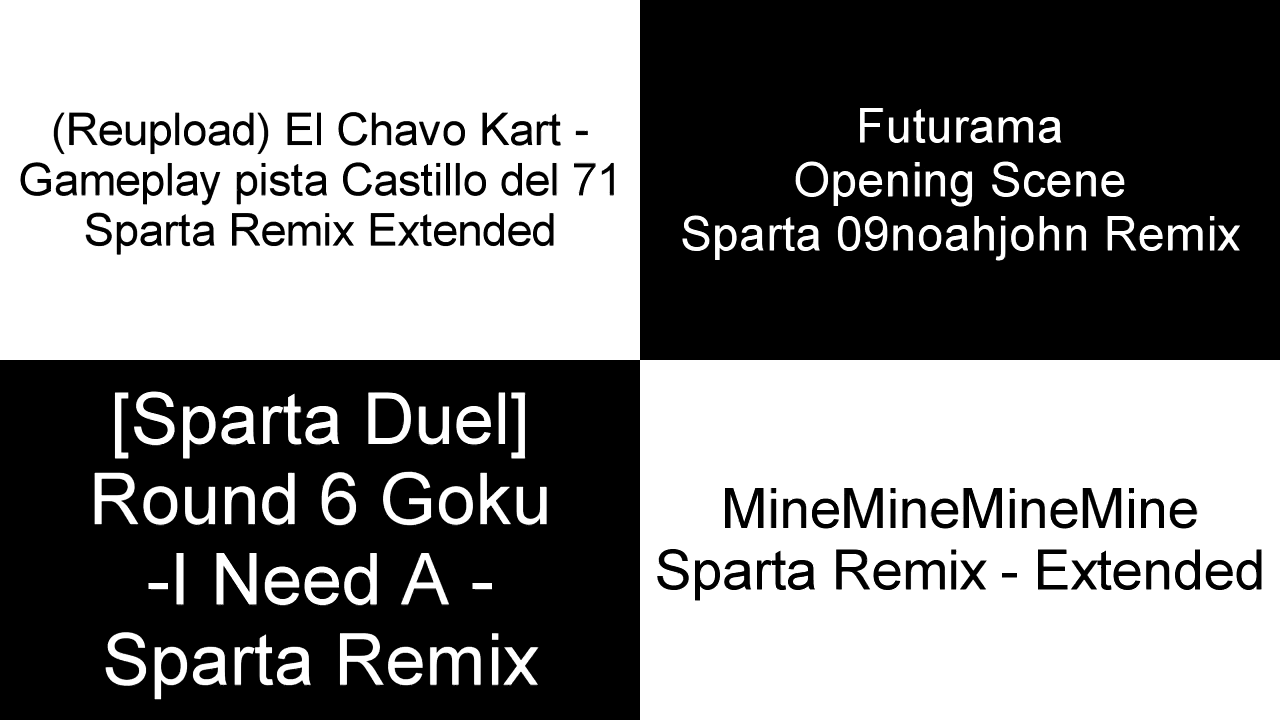 (Reupload) El Chavo Kart -
Gameplay pista Castillo del 71
Sparta Remix Extended
Futurama
Opening Scene
Sparta 09noahjohn Remix
[Sparta Duel]
Round 6 Goku
-I Need A -
Sparta Remix
MineMineMineMine
Sparta Remix - Extended